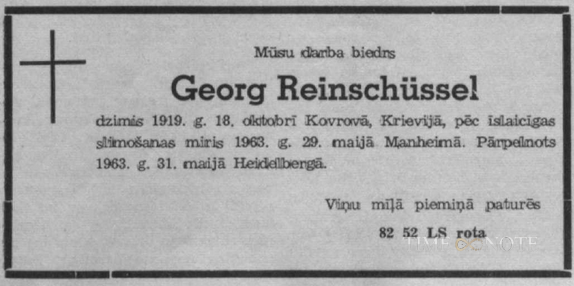 Mūsu darba biedrs
Georg Reinschüssel
dzimis 1919. g. 18. oktobrī Kovrovā, Krievijā, pēc īslaicīgas
slimošanas miris 1963. g. 29. maijā Manheimā. Pārpelnots
1963. g. 31. maijā Heidelbergā.
Viņu mīļā piemiņā paturēs
82 52 LS rota